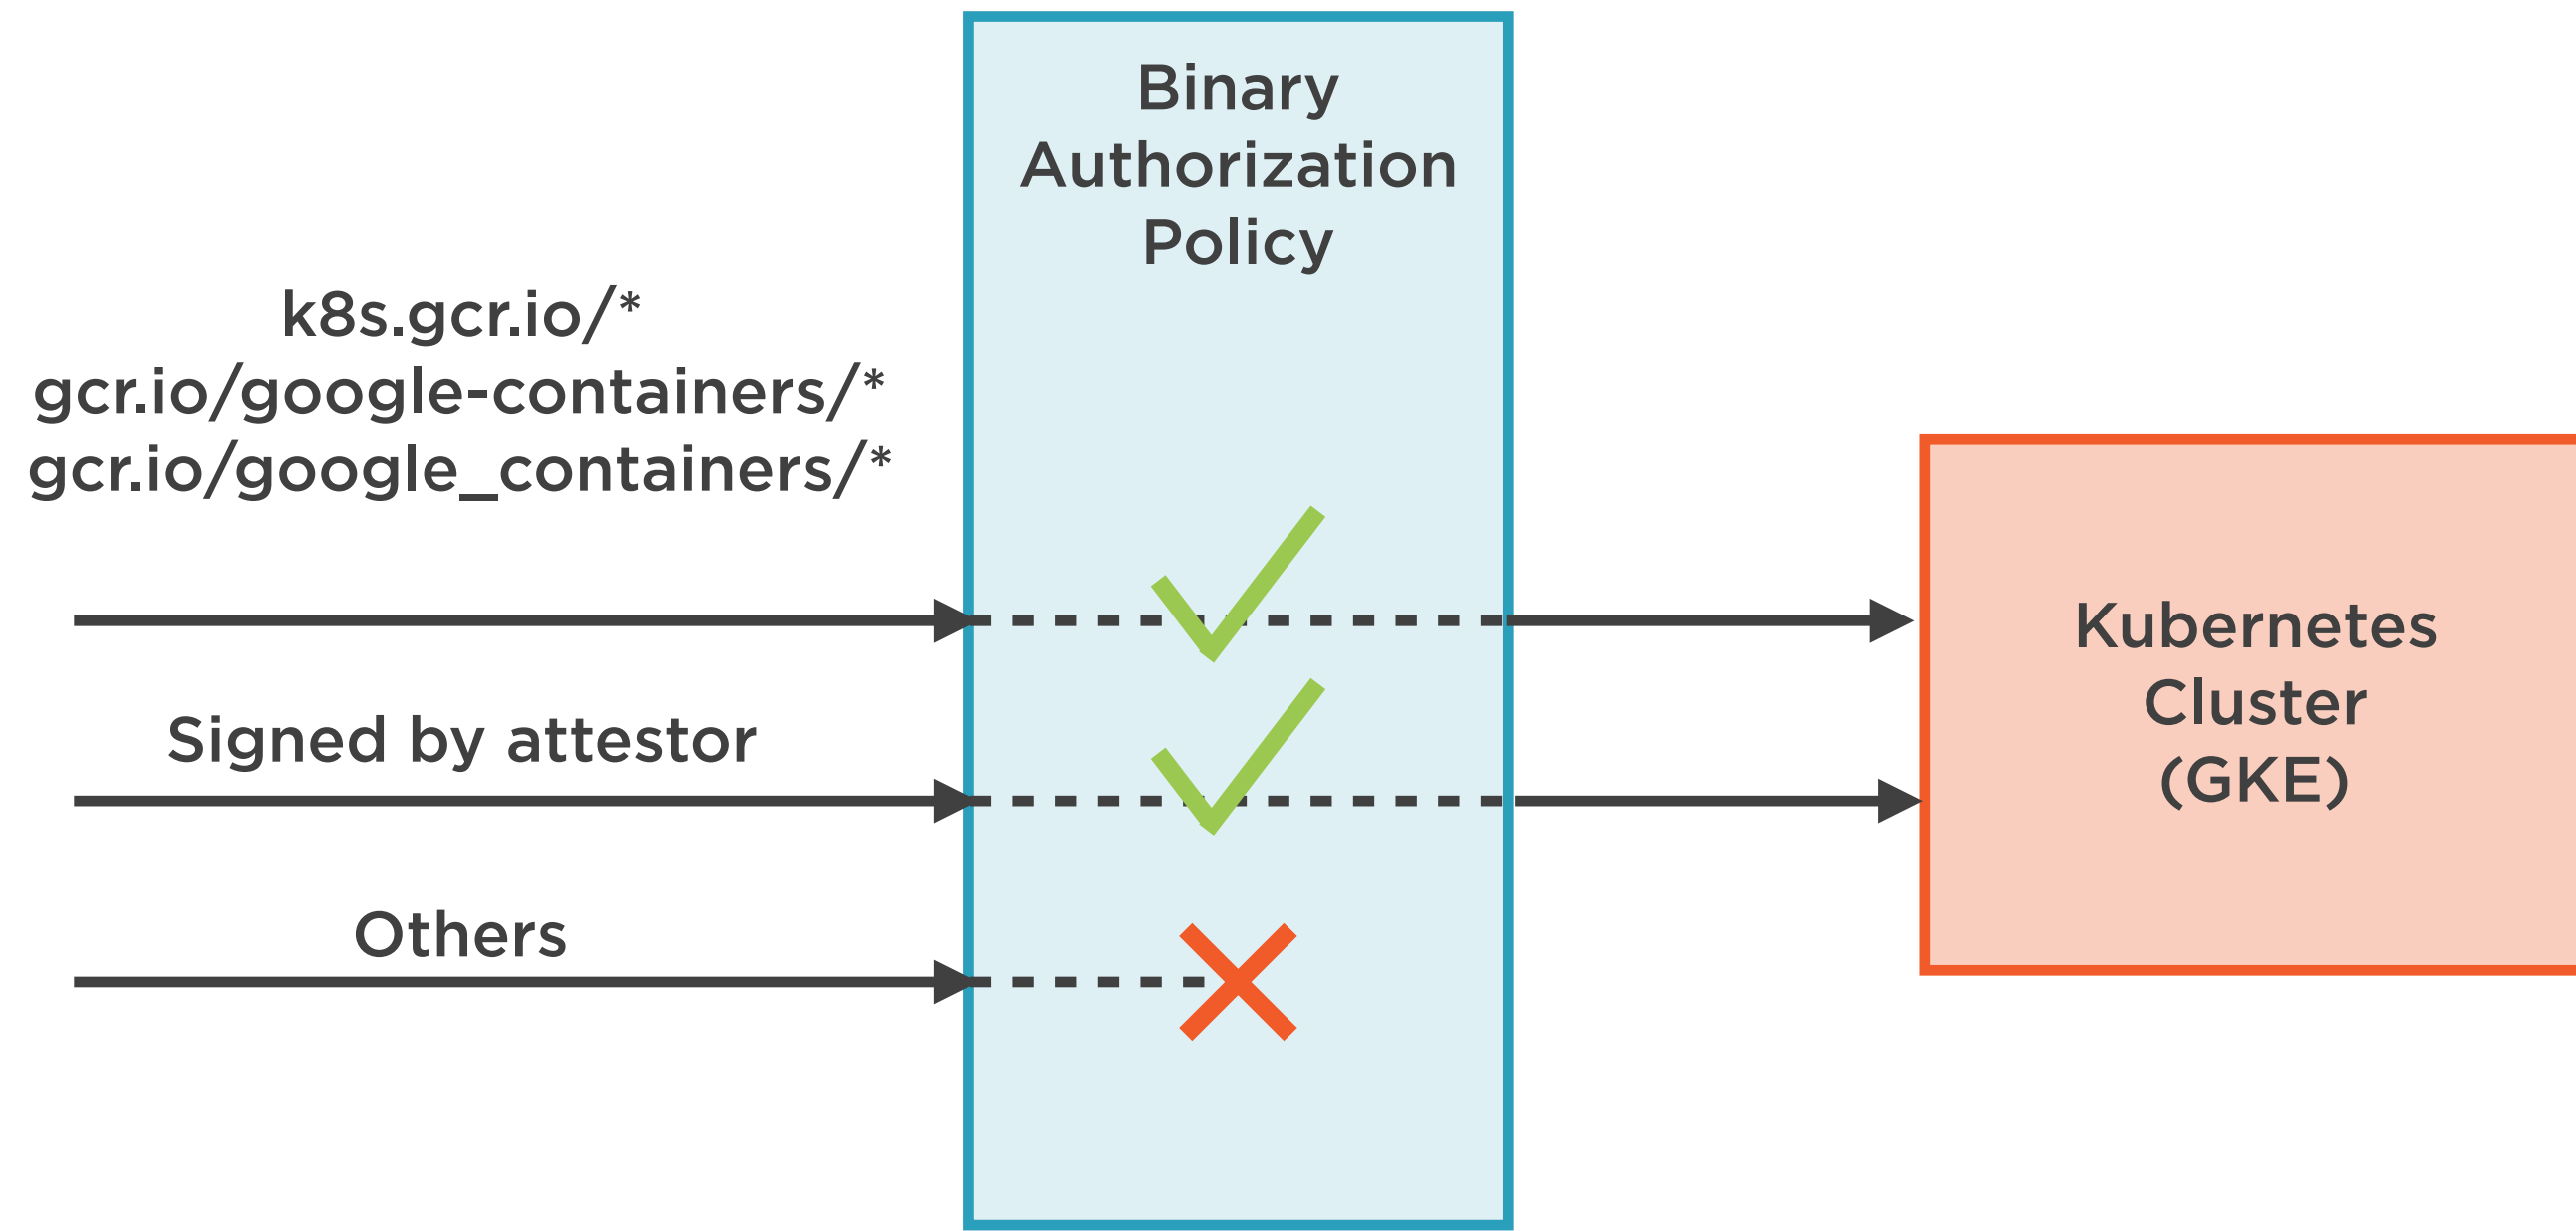 Binary
Authorization
Policy
k8s.gcr.io/*
gcr.io/google-containers/*
gcr.io/google_containers/*
Signed by attestor
Others
Kubernetes
Cluster
(GKE)